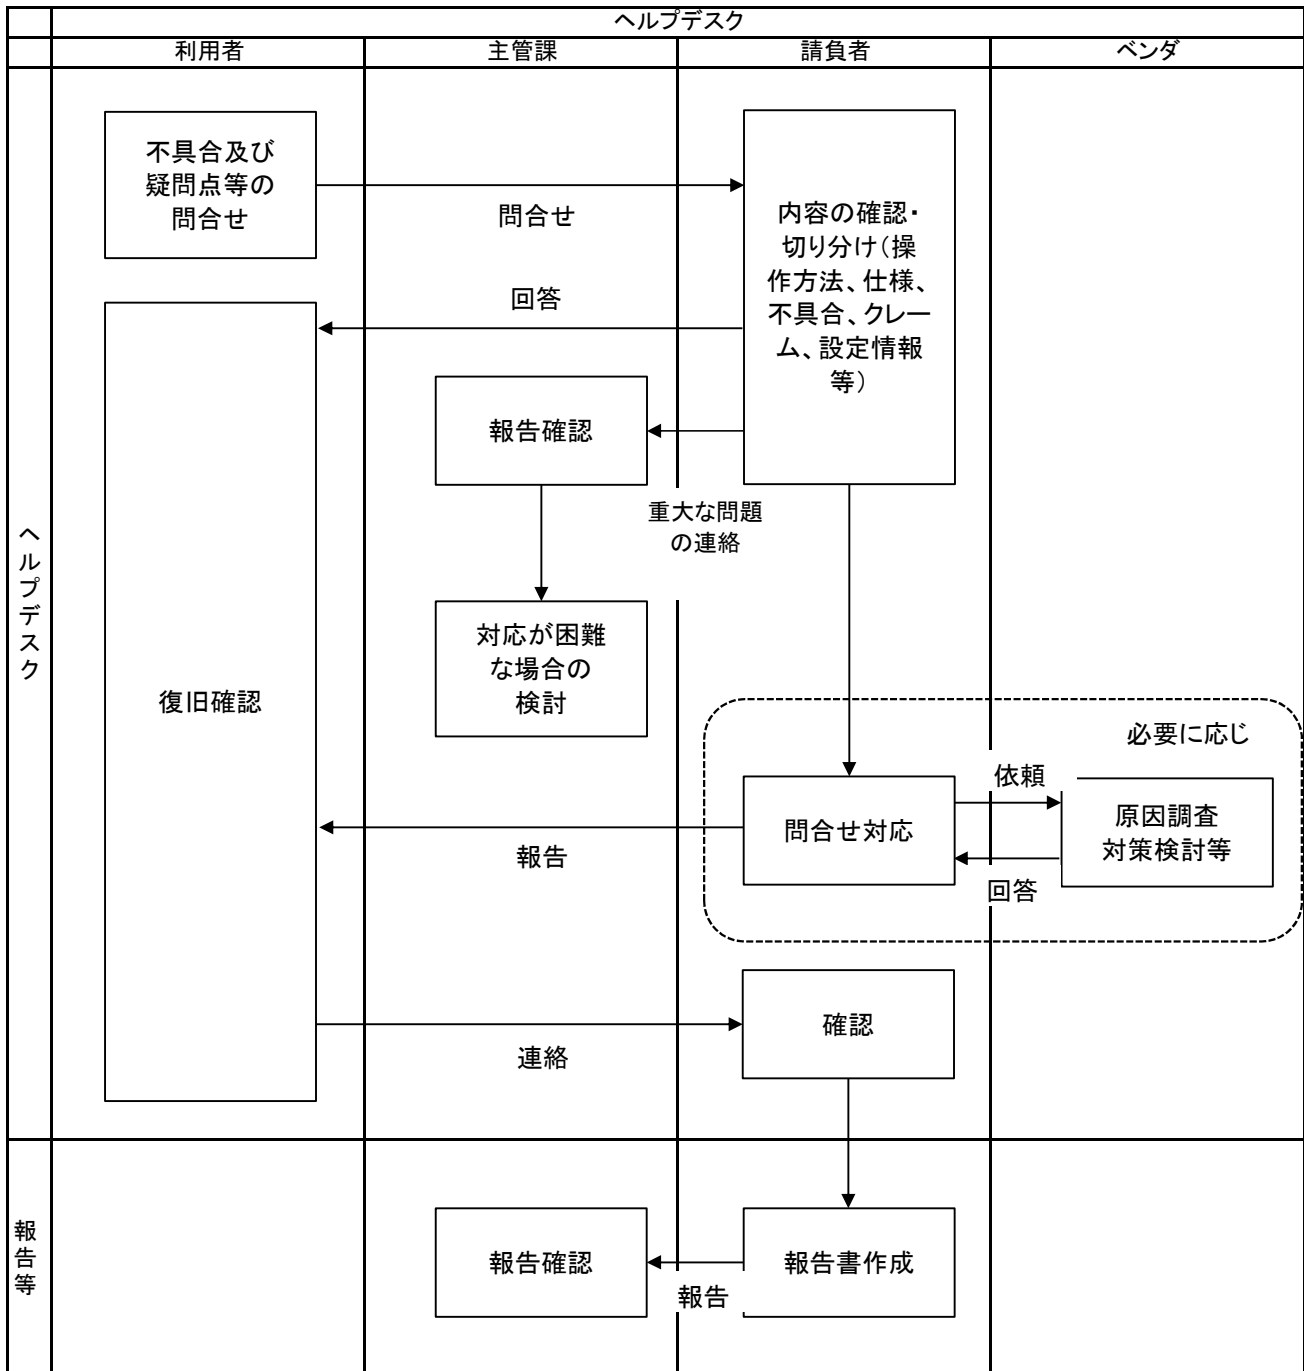 ヘルプデスク
利用者
主管課
請負者
ベンダ
ヘルプデスク
不具合及び
疑問点等の
問合せ
問合せ
内容の確認・
切り分け（操
作方法、仕様、
不具合、クレー
ム、設定情報
等）
回答
報告確認
重大な問題
の連絡
対応が困難
な場合の
検討
復旧確認
必要に応じ
依頼
問合せ対応
原因調査
対策検討等
報告
回答
確認
連絡
報告等
報告確認
報告書作成
報告